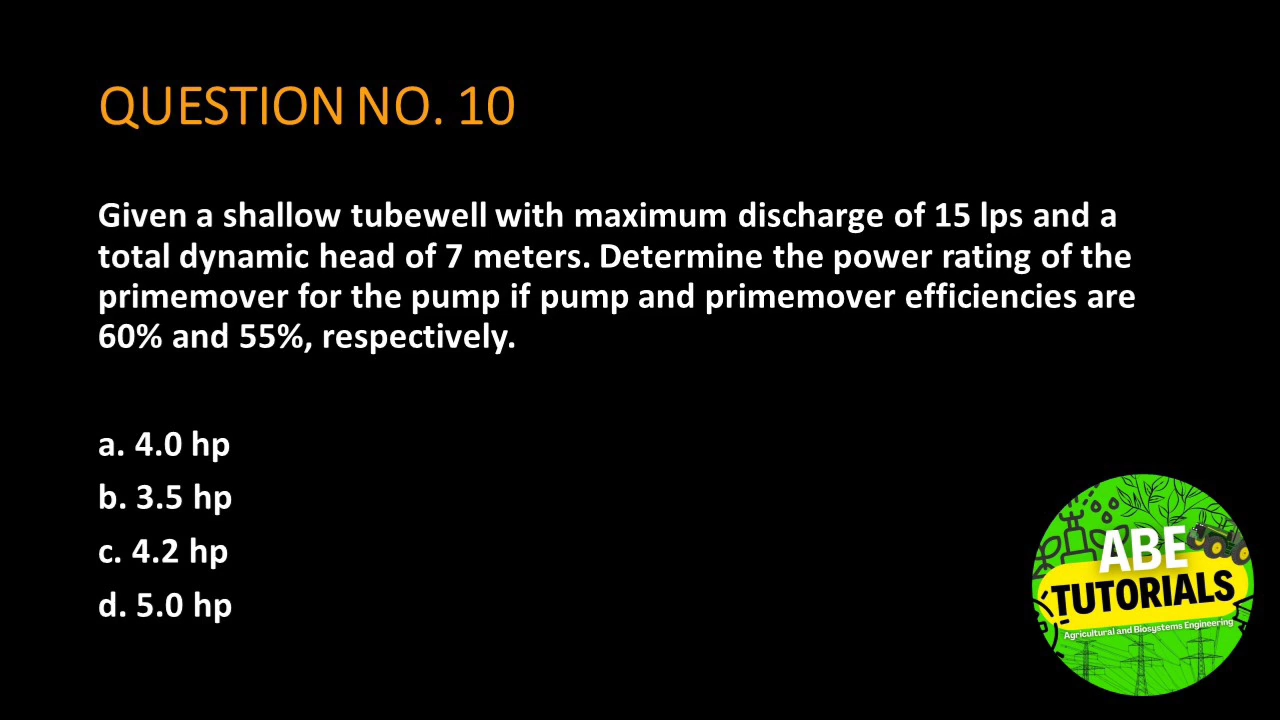 QUESTION NO. 10
Given a shallow tubewell with maximum discharge of 15 lps and a
total dynamic head of 7 meters. Determine the power rating of the
primemover for the pump if pump and primemover efficiencies are
60% and 55%, respectively.
a. 4.0 hp
b. 3.5 hp
c. 4.2 hp
d. 5.0 hp
ABE
TUTORIALS
Agricultural and Biosystems Engineering